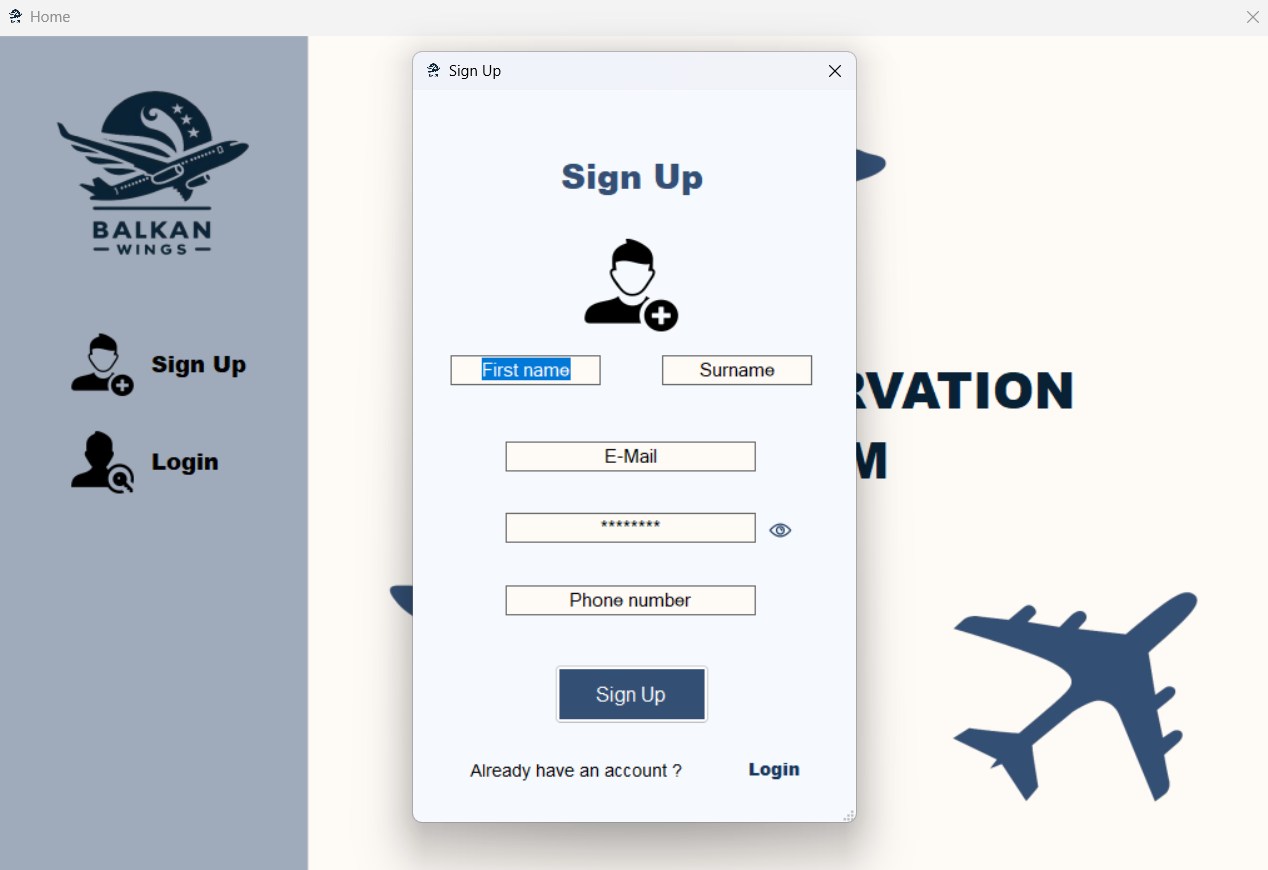 Home
Sign Up
BALKAN
WINGS
Sign Up
Login
Sign Up
First name
Surname
E-Mail
********
Phone number
Sign Up
Already have an account ?
Login